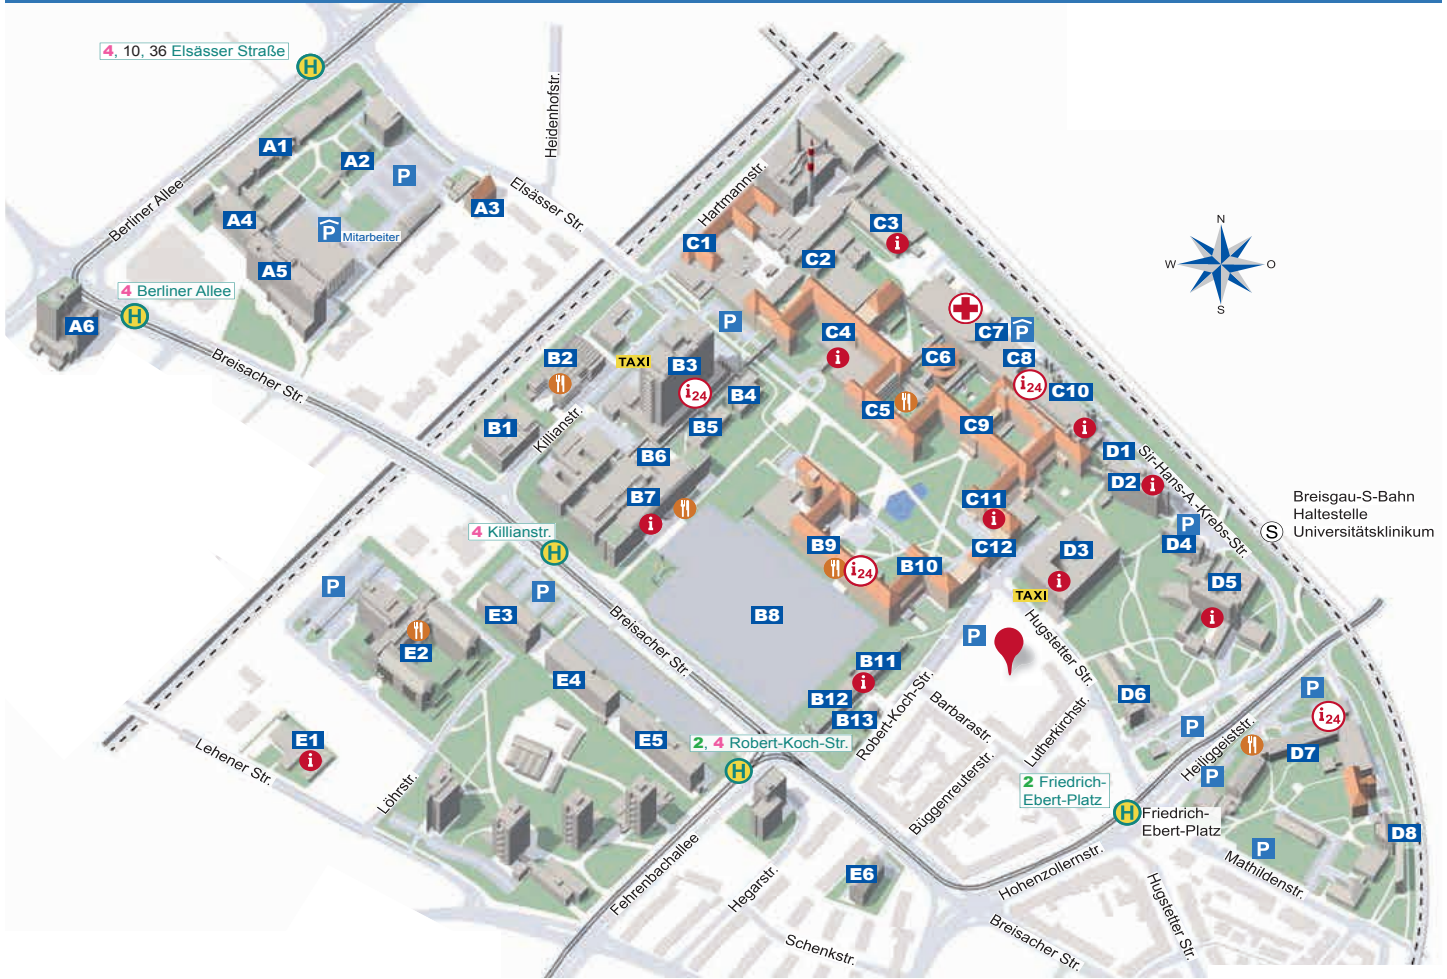 4, 10, 36 Elsässer Straße
H
Heidenhofstr.
A1
A2
P
Berliner Allee
A3
Elsässer Str.
Hartmannstr.
A4
P Mitarbeiter
A5
C1
C2
C3
i
N
W
O
S
4 Berliner Allee
H
A6
Breisacher Str.
P
C4
i
C7
P
B2
TAXI
B3
i24
B4
C6
C8
i24
C10
i
C5
C9
B1
Killianstr.
B5
B6
D1
Sir-Hans-A.-Krebs-Str.
D2
i
B7
i
C11
i
Breisgau-S-Bahn
Haltestelle
Universitätsklinikum
S
P
D4
4 Killianstr.
H
B9
i24
B10
C12
D3
i
TAXI
D5
i
P
P
E3
B8
Breisacher Str.
P
Hugstetter Str.
E2
E4
B11
i
B12
B13
Robert-Koch-Str.
Barbarastr.
Lutherkirchstr.
D6
P
P
i24
Heiliggeiststr.
D7
P
E1
i
Lehener Str.
Löhrstr.
E5
2, 4 Robert-Koch-Str.
H
Büggenreuterstr.
2 Friedrich-
Ebert-Platz
H
Friedrich-
Ebert-Platz
D8
P
Mathildenstr.
Fehrenbachallee
Hegarstr.
E6
Hohenzollernstr.
Hugstetter Str.
Breisacher Str.
Schenkstr.